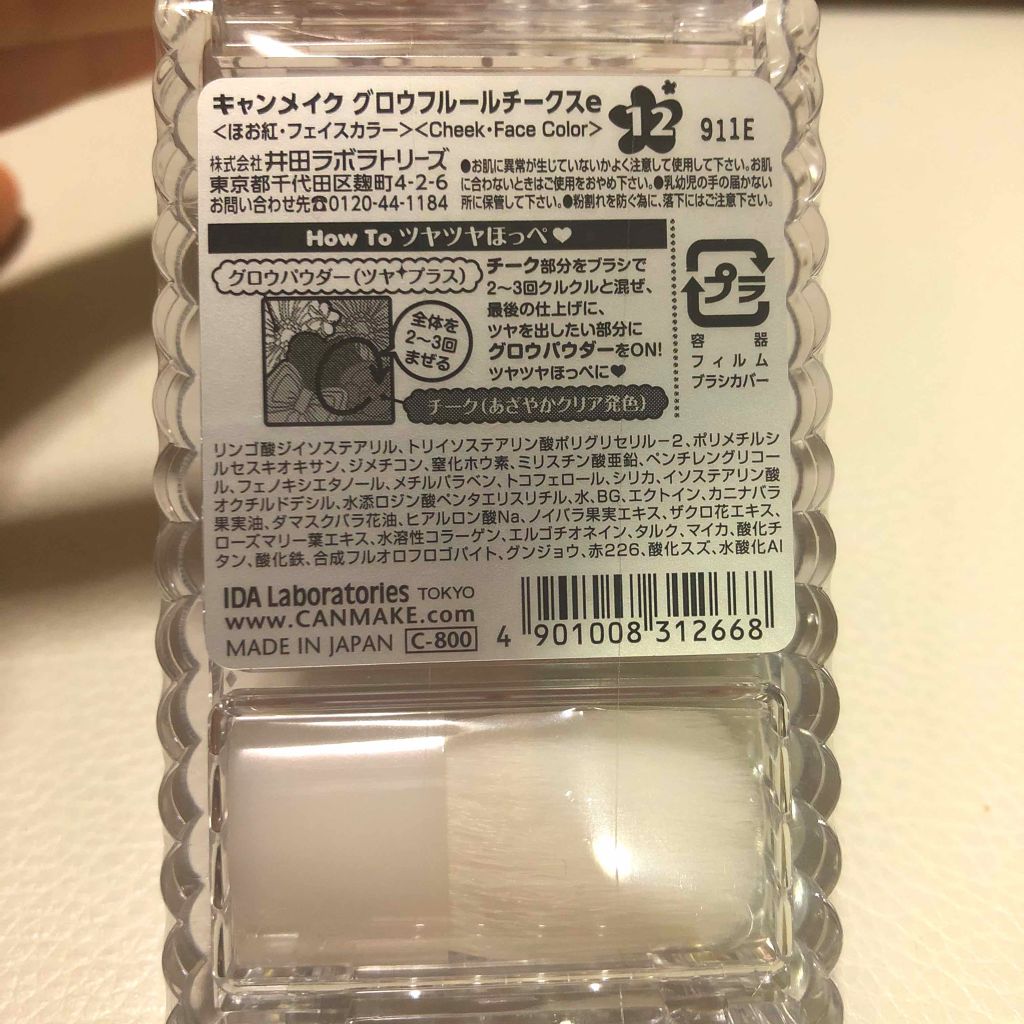 キャンメイク グロウフルールチークスe 12 911E
<ほお紅・フェイスカラー><Cheek・Face Color>
株式会社 井田ラボラトリーズ
東京都千代田区麹町4-2-6
お問い合わせ先☎0120-44-1184
●お肌に異常が生じていないかよく注意して使用して下さい。お肌
に合わないときはご使用をおやめ下さい。●乳幼児の手の届かない
所に保管して下さい。●粉割れを防ぐ為に、落下にはご注意下さい。
How To ツヤツヤほっぺ♥
グロウパウダー(ツヤ✦プラス)
全体を
2〜3回
まぜる
チーク(あざやかクリア発色)
チーク部分をブラシで
2〜3回クルクルと混ぜ、
最後の仕上げに、
ツヤを出したい部分に
グロウパウダーをON!
ツヤツヤほっぺに♥
プラ
容器
フィルム
ブラシカバー
リンゴ酸ジイソステアリル、トリイソステアリン酸ポリグリセリル-2、ポリメチルシ
ルセスキオキサン、ジメチコン、窒化ホウ素、ミリスチン酸亜鉛、ペンチレングリコー
ル、フェノキシエタノール、メチルパラベン、トコフェロール、シリカ、イソステアリン酸
オクチルドデシル、水添ロジン酸ペンタエリスリチル、水、BG、エクトイン、カニナバラ
果実油、ダマスクバラ花油、ヒアルロン酸Na、ノイバラ果実エキス、ザクロ花エキス、
ローズマリー葉エキス、水溶性コラーゲン、エルゴチオネイン、タルク、マイカ、酸化チ
タン、酸化鉄、合成フルオロフロゴパイト、グンジョウ、赤226、酸化スズ、水酸化Al
IDA Laboratories TOKYO
www.CANMAKE.com
MADE IN JAPAN C-800
4 901008 312668